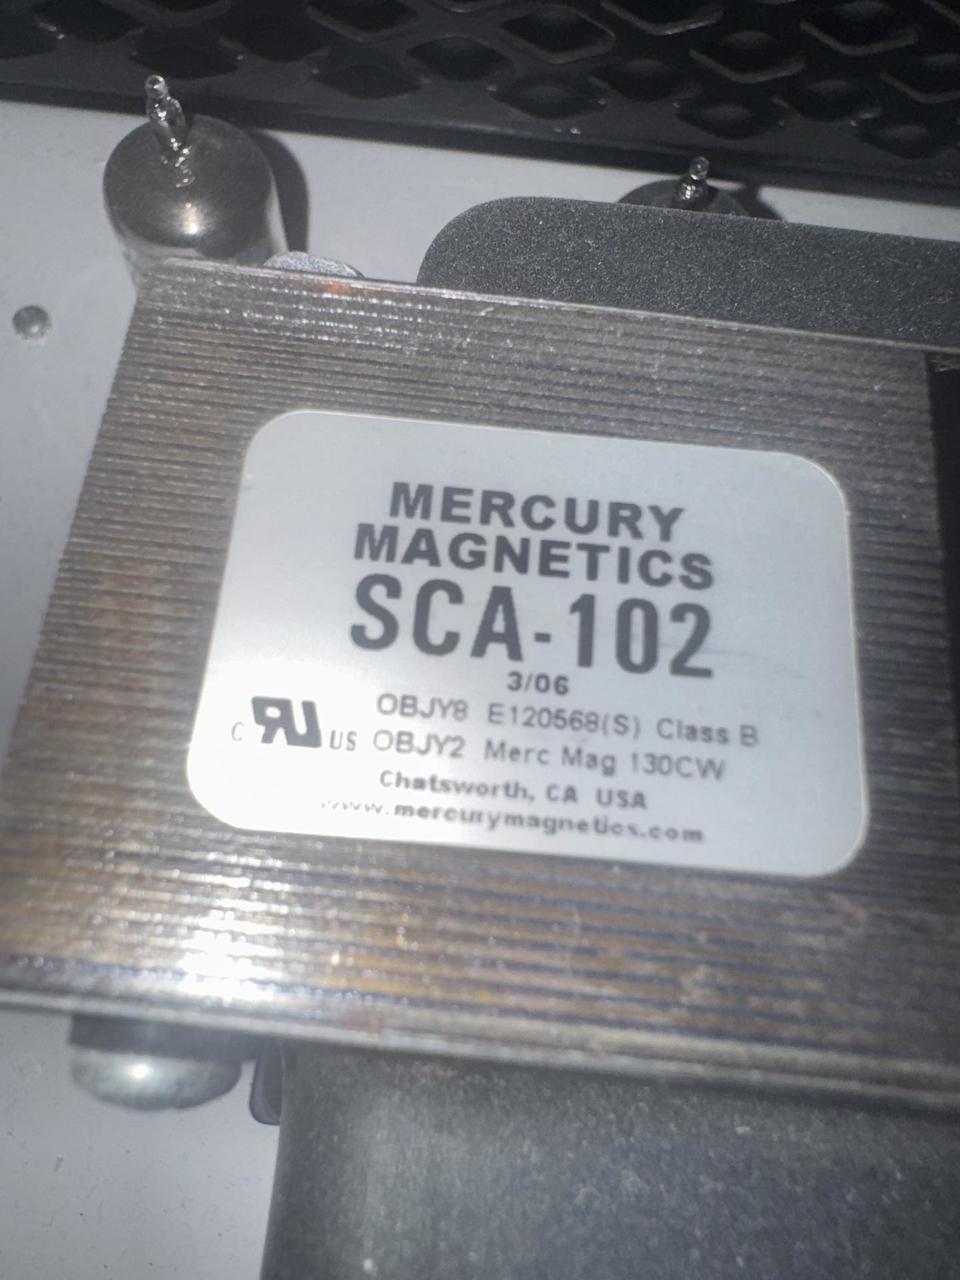 MERCURY
MAGNETICS
SCA-102
3/06
OBJY8 E120568(S) Class B
C RU US OBJY2 Merc Mag 130CW
Chatsworth, CA USA
www.mercurymagnetics.com